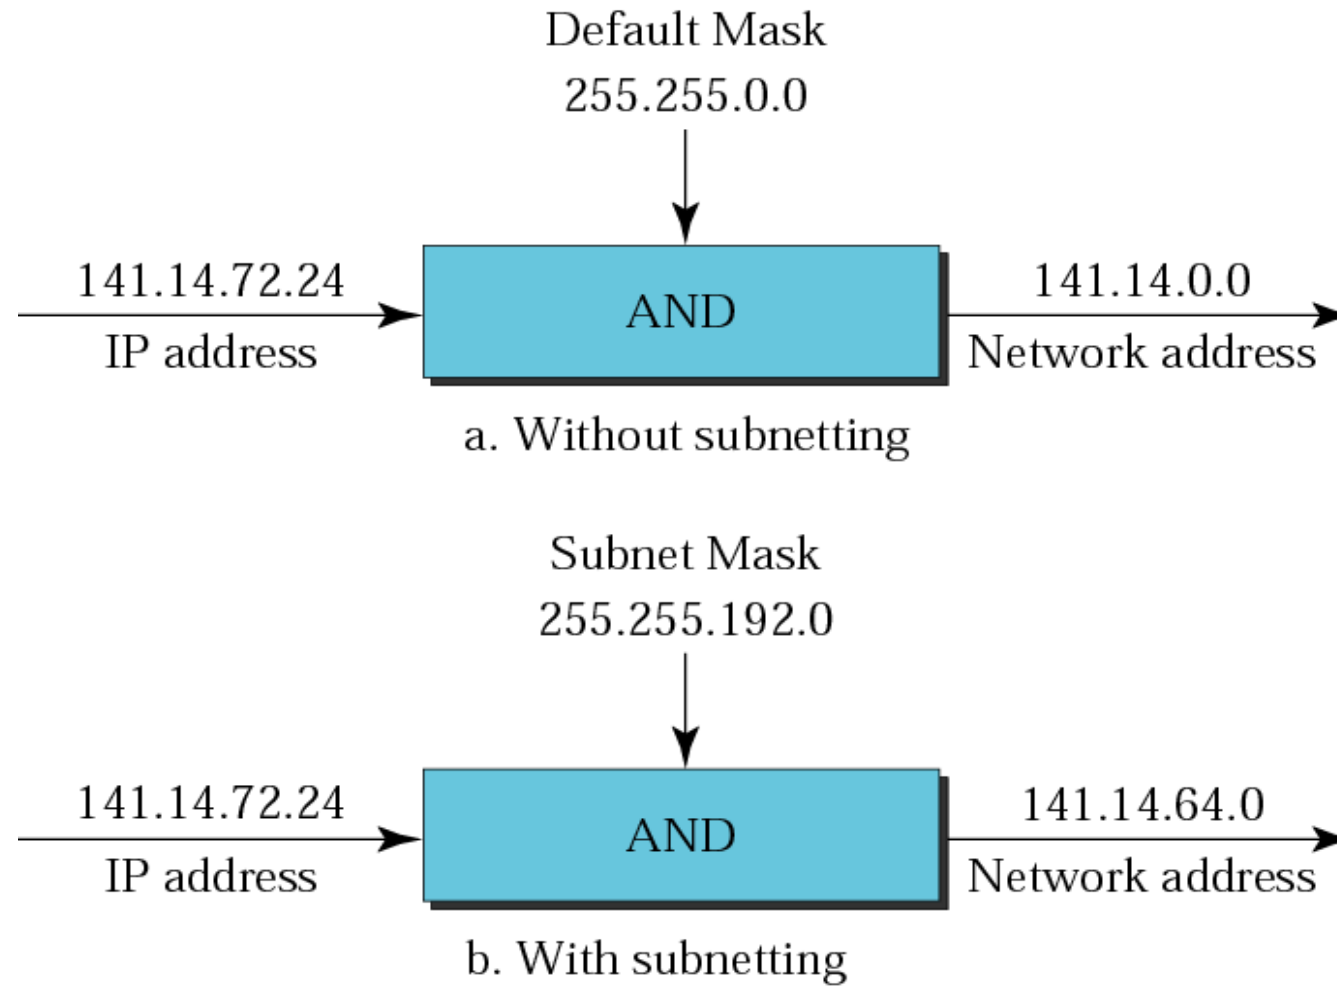 Default Mask
255.255.0.0
141.14.72.24
IP address
AND
141.14.0.0
Network address
a. Without subnetting
Subnet Mask
255.255.192.0
141.14.72.24
IP address
AND
141.14.64.0
Network address
b. With subnetting